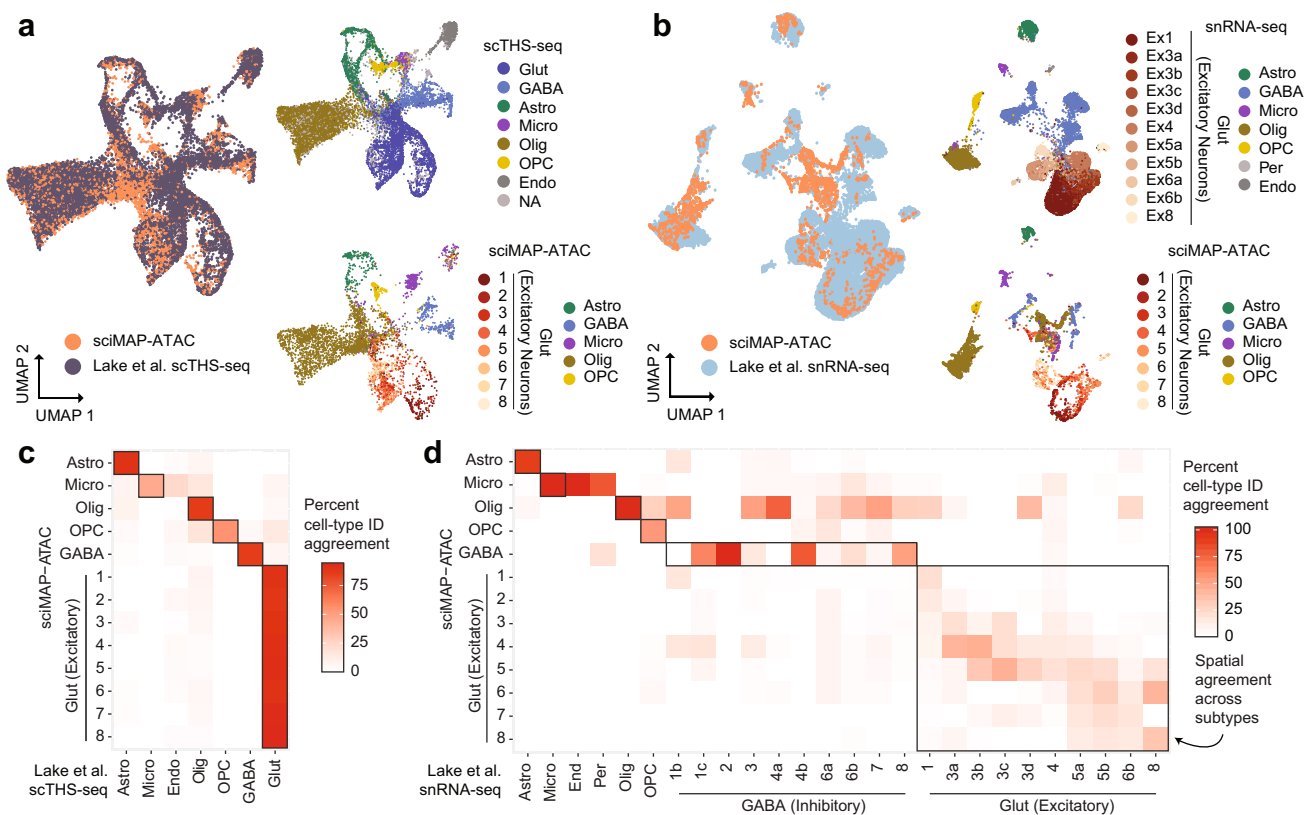 a
scTHS-seq
Glut
GABA
Astro
Micro
Olig
OPC
Endo
NA
sciMAP-ATAC
1
2
3
4
5
6
7
8
Glut
(Excitatory Neurons)
Astro
GABA
Micro
Olig
OPC
sciMAP-ATAC
Lake et al. scTHS-seq
UMAP 2
UMAP 1
b
snRNA-seq
Ex1
Ex3a
Ex3b
Ex3c
Ex3d
Ex4
Ex5a
Ex5b
Ex6a
Ex6b
Ex8
Glut
(Excitatory Neurons)
Astro
GABA
Micro
Olig
OPC
Per
Endo
sciMAP-ATAC
1
2
3
4
5
6
7
8
Glut
(Excitatory Neurons)
Astro
GABA
Micro
Olig
OPC
sciMAP-ATAC
Lake et al. snRNA-seq
UMAP 2
UMAP 1
c
sciMAP-ATAC
Astro
Micro
Olig
OPC
GABA
Glut (Excitatory)
1
2
3
4
5
6
7
8
Lake et al.
scTHS-seq
Astro
Micro
Endo
Olig
OPC
GABA
Glut
Percent
cell-type ID
aggreement
75
50
25
0
d
sciMAP-ATAC
Astro
Micro
Olig
OPC
GABA
Glut (Excitatory)
1
2
3
4
5
6
7
8
Lake et al.
snRNA-seq
Astro
Micro
End
Per
Olig
OPC
1b
1c
2
3
4a
4b
6a
6b
7
8
GABA (Inhibitory)
1
3a
3b
3c
3d
4
5a
5b
6b
8
Glut (Excitatory)
Percent
cell-type ID
aggreement
100
75
50
25
0
Spatial
agreement
across
subtypes